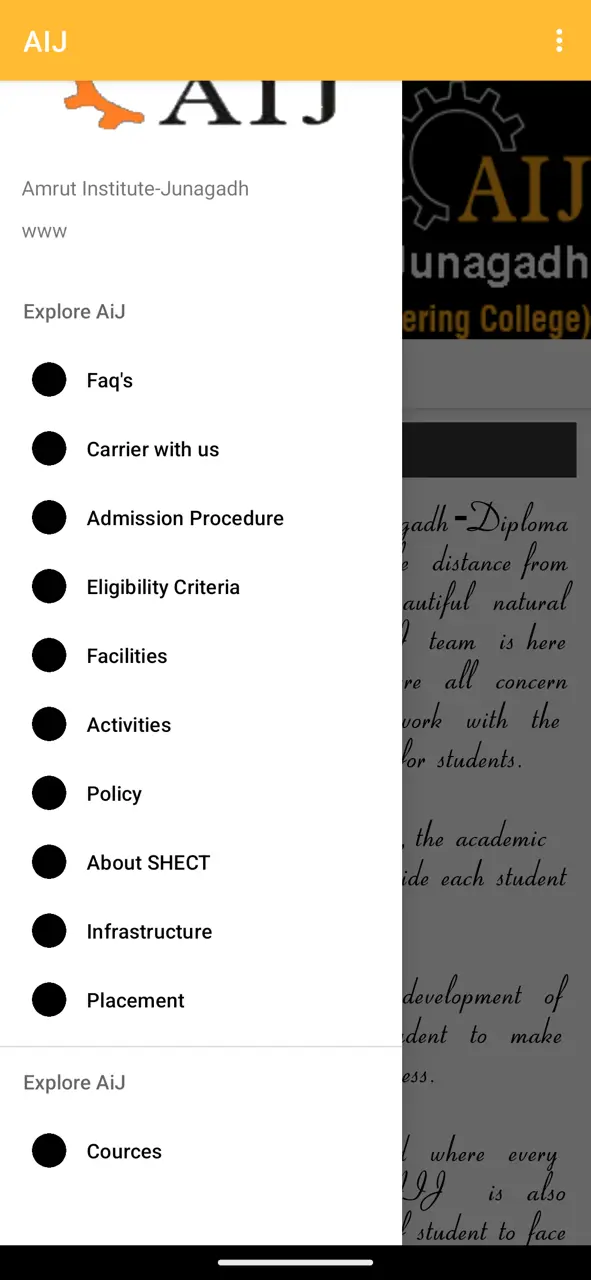 AIJ
AIJ
Amrut Institute-Junagadh
www
Explore AiJ
Faq's
Carrier with us
Admission Procedure
Eligibility Criteria
Facilities
Activities
Policy
About SHECT
Infrastructure
Placement
Explore AiJ
Cources
AIJ
Junagadh
ering College)
gadh -Diploma
distance from
autiful natural
team is here
re all concern
work with the
for students.
, the academic
ide each student
development of
dent to make
ess.
where every
IJ is also
student to face